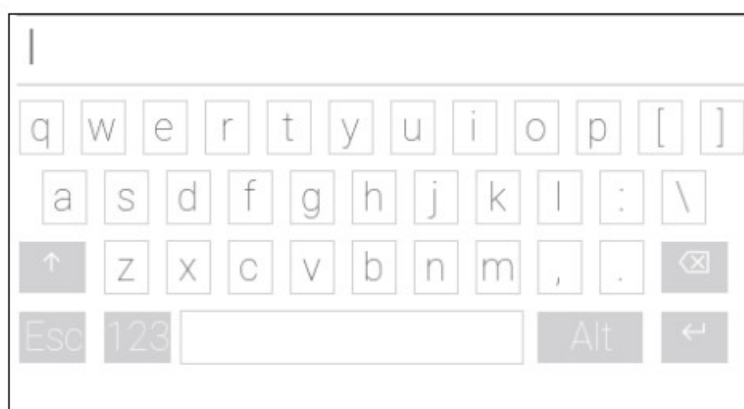 q w e r t y u i o p [ ]
a s d f g h j k l : \
↑ z x c v b n m , . ⌫
Esc 123 Alt ↵